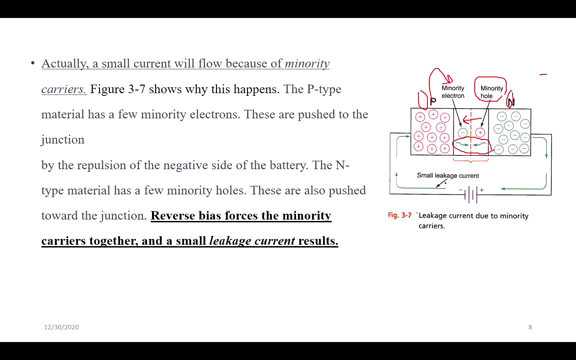 • Actually, a small current will flow because of minority
carriers. Figure 3-7 shows why this happens. The P-type
material has a few minority electrons. These are pushed to the
junction
by the repulsion of the negative side of the battery. The N-
type material has a few minority holes. These are also pushed
toward the junction. Reverse bias forces the minority
carriers together, and a small leakage current results.
Minority
electron
Minority
hole
P
N
Small leakage current
− +
Fig. 3-7 Leakage current due to minority
carriers.
12/30/2020
8